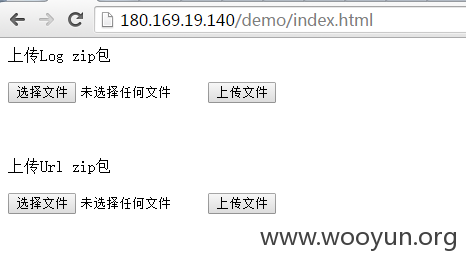 180.169.19.140/demo/index.html
上传Log zip包
选择文件 未选择任何文件 上传文件
上传Url zip包
选择文件 未选择任何文件 上传文件
www.wooyun.org